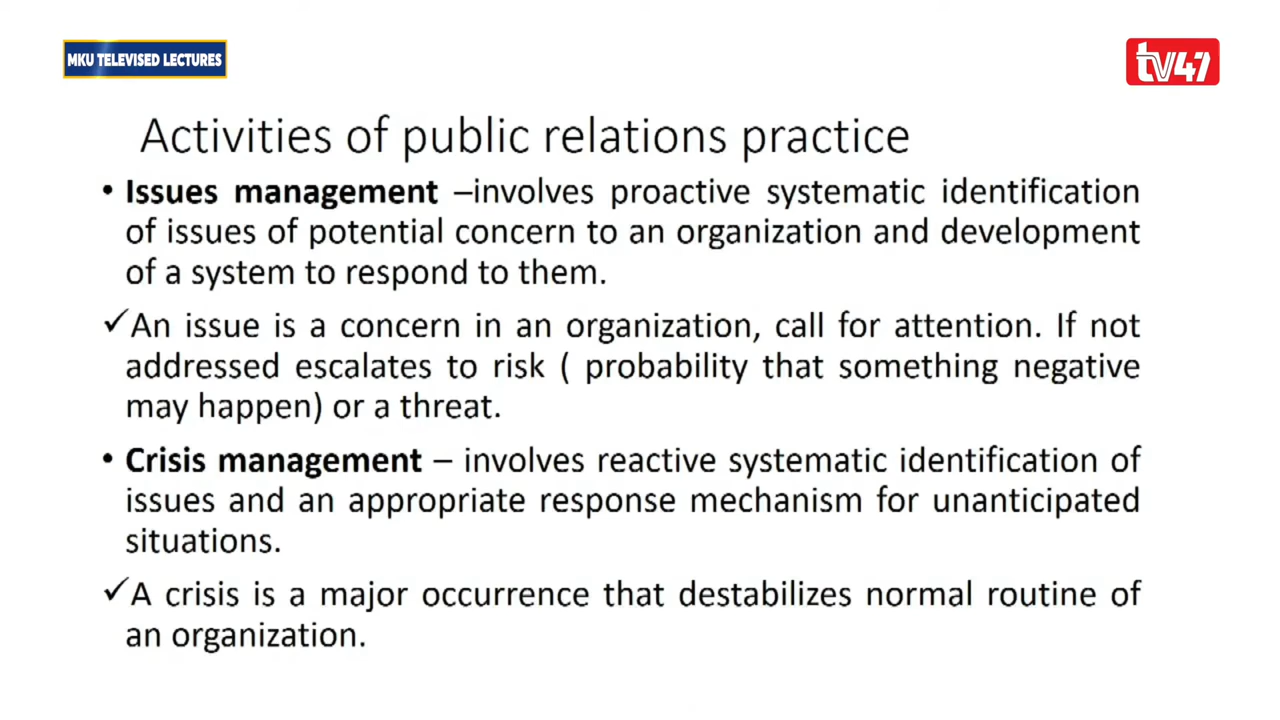 MKU TELEVISED LECTURES
tv47
Activities of public relations practice
• Issues management –involves proactive systematic identification
of issues of potential concern to an organization and development
of a system to respond to them.
✓An issue is a concern in an organization, call for attention. If not
addressed escalates to risk ( probability that something negative
may happen) or a threat.
• Crisis management – involves reactive systematic identification of
issues and an appropriate response mechanism for unanticipated
situations.
✓A crisis is a major occurrence that destabilizes normal routine of
an organization.